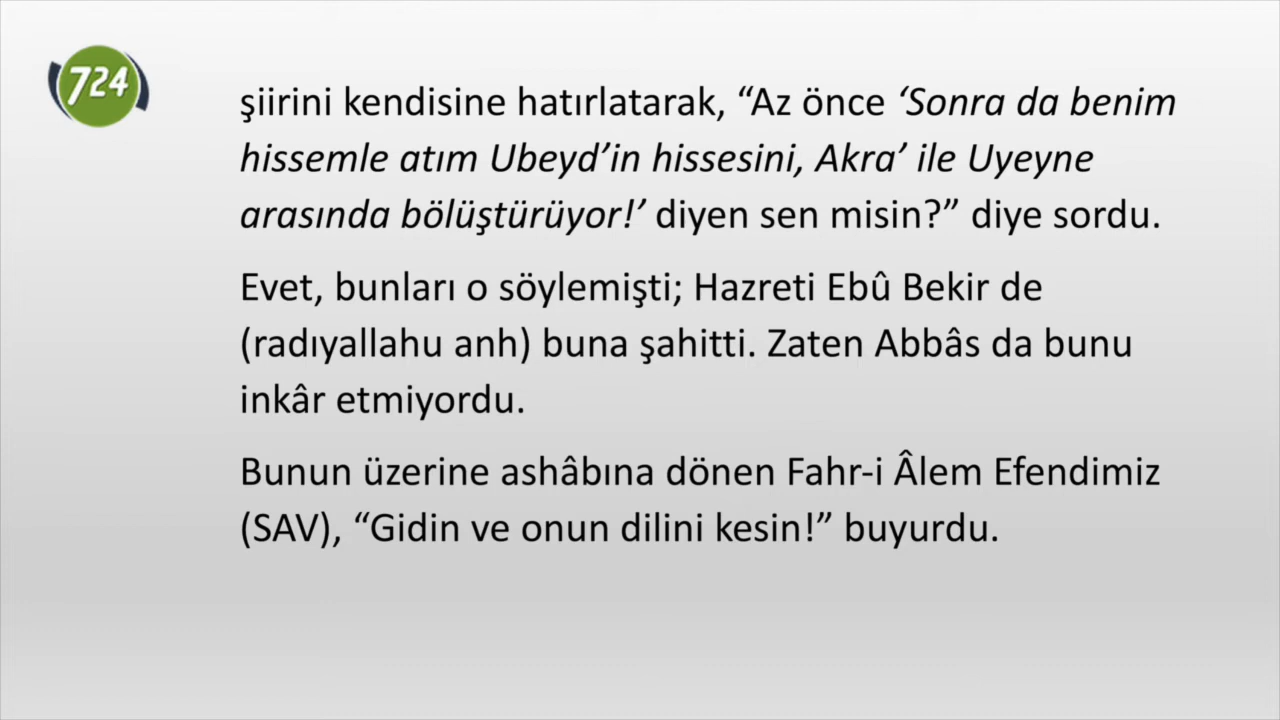 724
şiirini kendisine hatırlatarak, “Az önce ‘Sonra da benim
hissemle atım Ubeyd’in hissesini, Akra’ ile Uyeyne
arasında bölüştürüyor!’ diyen sen misin?” diye sordu.
Evet, bunları o söylemişti; Hazreti Ebû Bekir de
(radıyallahu anh) buna şahitti. Zaten Abbâs da bunu
inkâr etmiyordu.
Bunun üzerine ashâbına dönen Fahr-i Âlem Efendimiz
(SAV), “Gidin ve onun dilini kesin!” buyurdu.